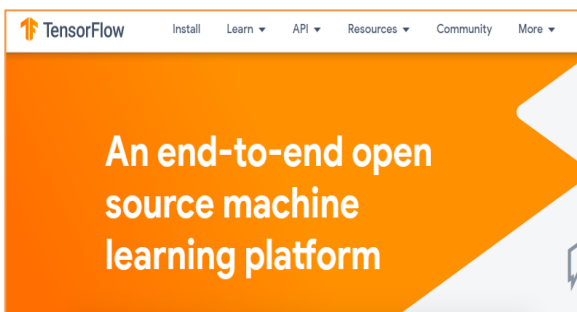 TensorFlow Install Learn API Resources Community More
An end-to-end open
source machine
learning platform